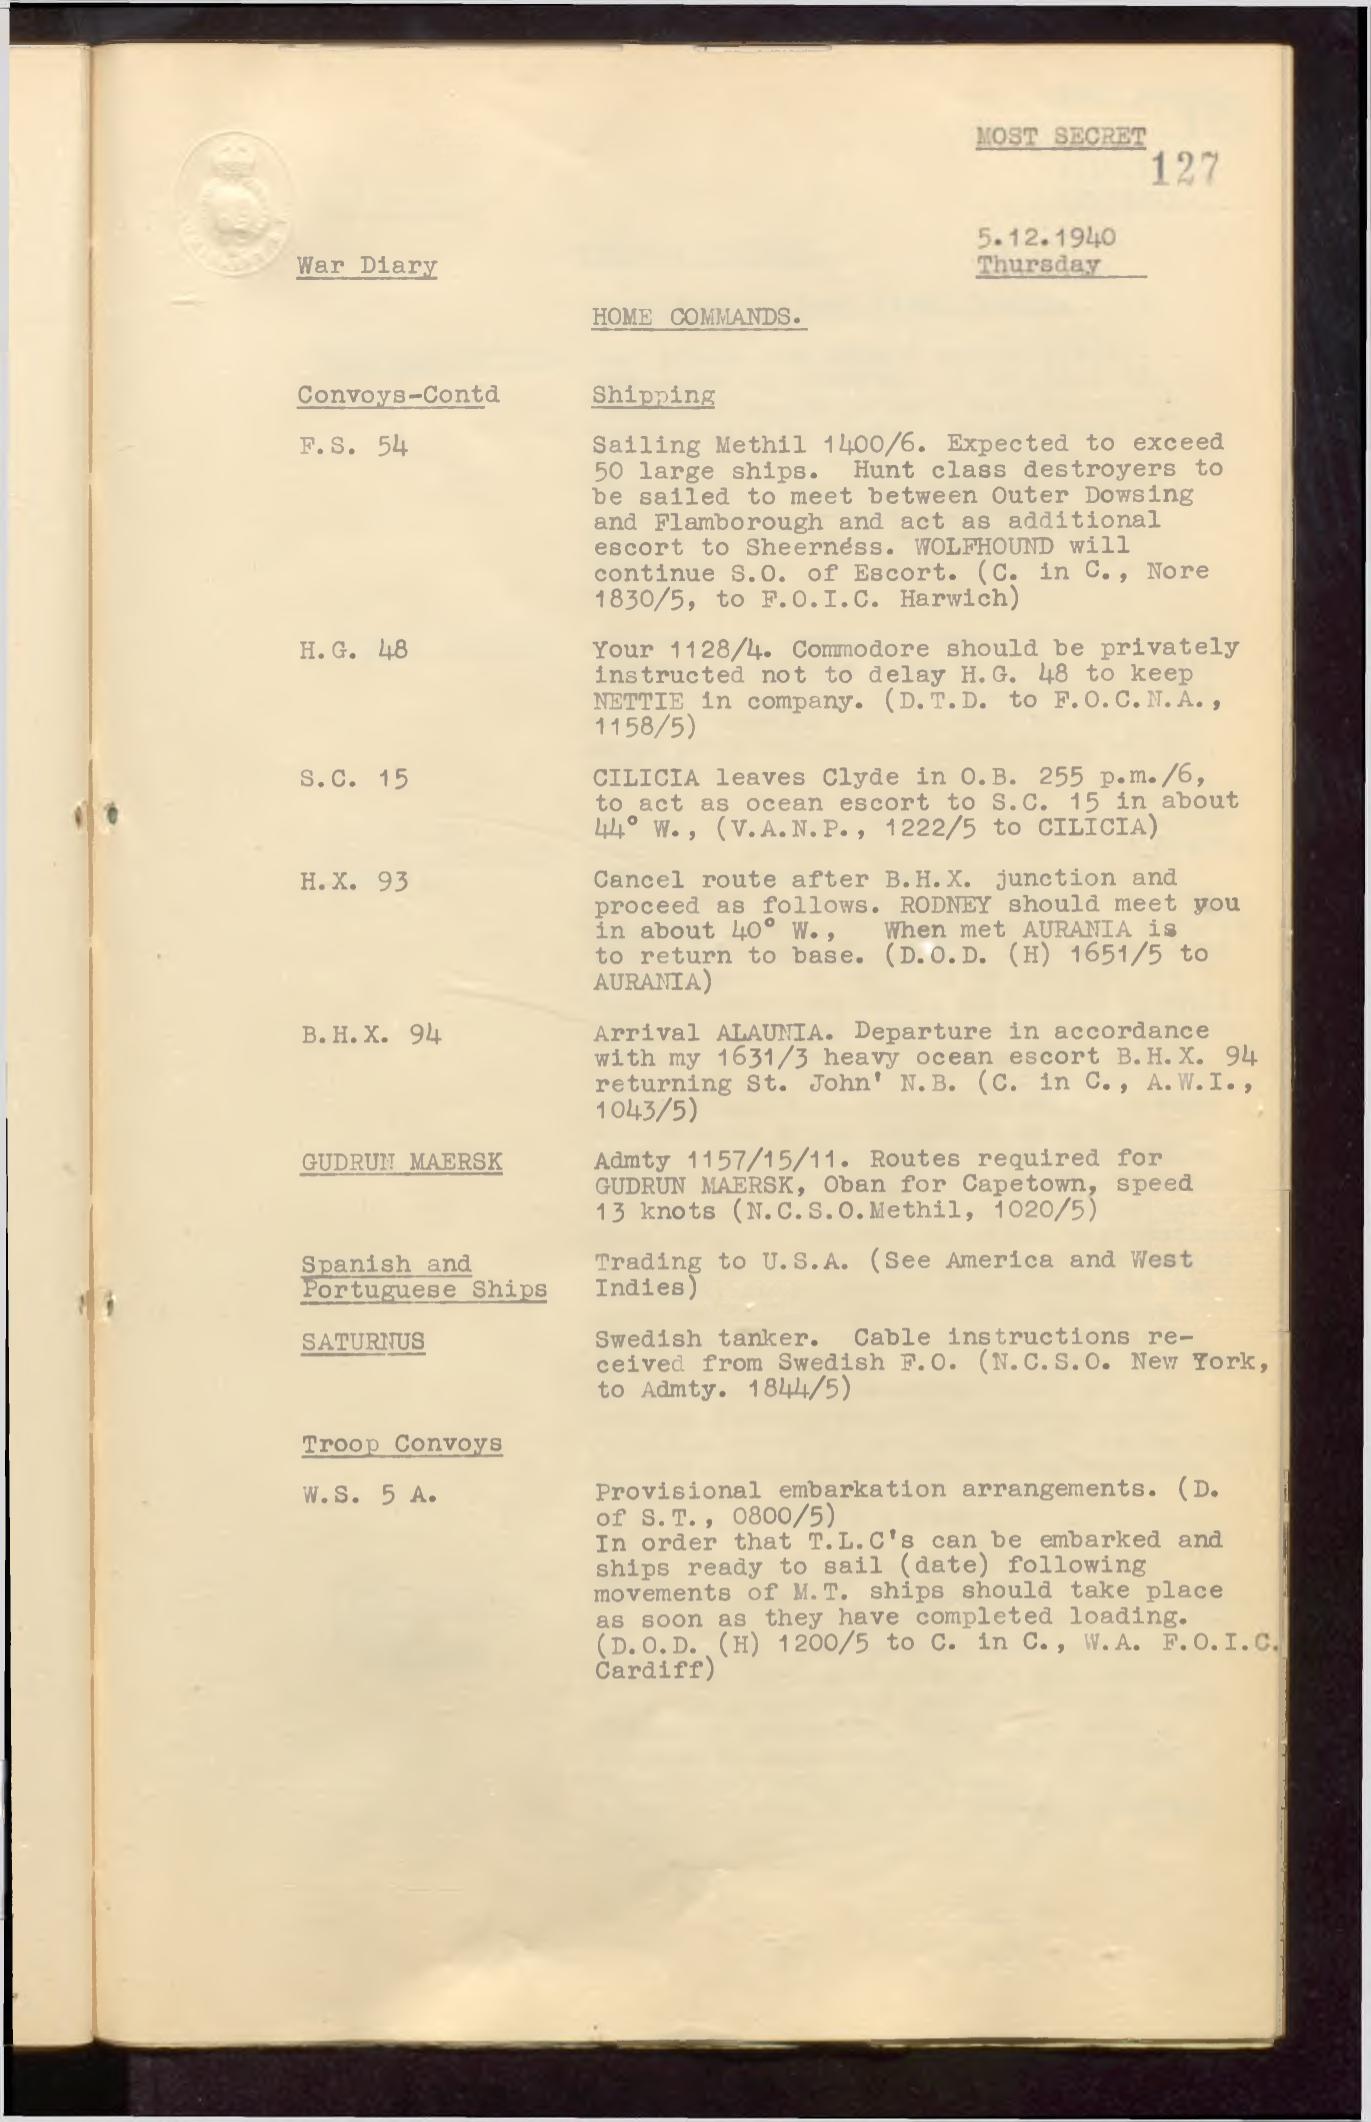 MOST SECRET
127
5.12.1940
War Diary
Thursday
HOME COMMANDS.
Convoys-Contd
Shipping
F.S. 54
Sailing Methil 1400/6. Expected to exceed
50 large ships. Hunt class destroyers to
be sailed to meet between Outer Dowsing
and Flamborough and act as additional
escort to Sheernéss. WOLFHOUND will
continue S.O. of Escort. (C. in C., Nore
1830/5, to F.O.I.C. Harwich)
H.G. 48
Your 1128/4. Commodore should be privately
instructed not to delay H.G. 48 to keep
NETTIE in company. (D.T.D. to F.O.C.N.A.,
1158/5)
S.C. 15
CILICIA leaves Clyde in O.B. 255 p.m./6,
to act as ocean escort to S.C. 15 in about
44° W., (V.A.N.P., 1222/5 to CILICIA)
H.X. 93
Cancel route after B.H.X. junction and
proceed as follows. RODNEY should meet you
in about 40° W., When met AURANIA is
to return to base. (D.O.D. (H) 1651/5 to
AURANIA)
B.H.X. 94
Arrival ALAUNIA. Departure in accordance
with my 1631/3 heavy ocean escort B.H.X. 94
returning St. John' N.B. (C. in C., A.W.I.,
1043/5)
GUDRUN MAERSK
Admty 1157/15/11. Routes required for
GUDRUN MAERSK, Oban for Capetown, speed
13 knots (N.C.S.O.Methil, 1020/5)
Spanish and
Portuguese Ships
Trading to U.S.A. (See America and West
Indies)
SATURNUS
Swedish tanker. Cable instructions re-
ceived from Swedish F.O. (N.C.S.O. New York,
to Admty. 1844/5)
Troop Convoys
W.S. 5 A.
Provisional embarkation arrangements. (D.
of S.T., 0800/5)
In order that T.L.C's can be embarked and
ships ready to sail (date) following
movements of M.T. ships should take place
as soon as they have completed loading.
(D.O.D. (H) 1200/5 to C. in C., W.A. F.O.I.C.
Cardiff)